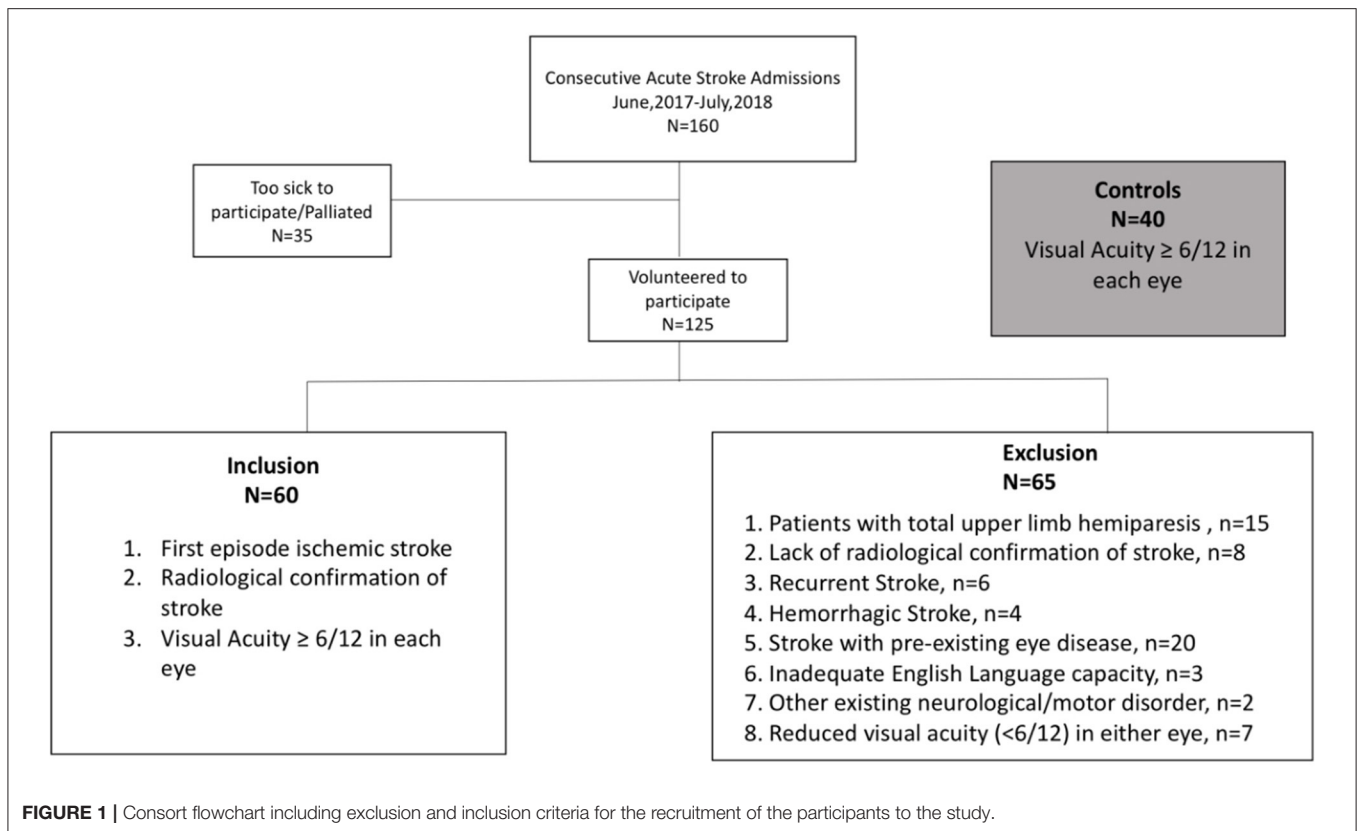 Consecutive Acute Stroke Admissions
June,2017-July,2018
N=160
Too sick to
participate/Palliated
N=35
Controls
N=40
Visual Acuity ≥ 6/12 in
each eye
Volunteered to
participate
N=125
Inclusion
N=60
1. First episode ischemic stroke
2. Radiological confirmation of
stroke
3. Visual Acuity ≥ 6/12 in each
eye
Exclusion
N=65
1. Patients with total upper limb hemiparesis , n=15
2. Lack of radiological confirmation of stroke, n=8
3. Recurrent Stroke, n=6
4. Hemorrhagic Stroke, n=4
5. Stroke with pre-existing eye disease, n=20
6. Inadequate English Language capacity, n=3
7. Other existing neurological/motor disorder, n=2
8. Reduced visual acuity (<6/12) in either eye, n=7
FIGURE 1 | Consort flowchart including exclusion and inclusion criteria for the recruitment of the participants to the study.